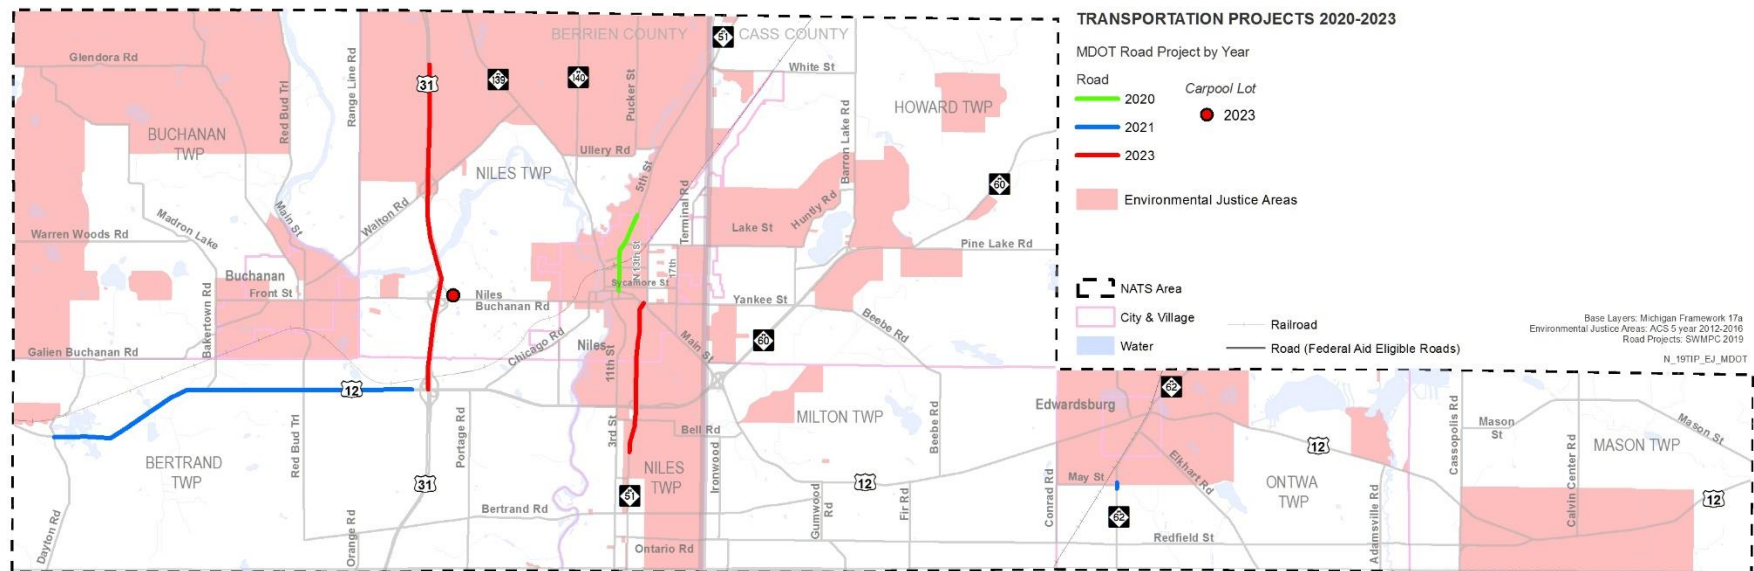 TRANSPORTATION PROJECTS 2020-2023
MDOT Road Project by Year
Road
Carpool Lot
2020
2023
2021
2023
Environmental Justice Areas
NATS Area
City & Village
Water
Railroad
Road (Federal Aid Eligible Roads)
Base Layers: Michigan Framework 17a
Environmental Justice Areas: ACS 5 year 2012-2016
Road Projects: SWMPC 2019
N_19TIP_EJ_MDOT
BERRIEN COUNTY
CASS COUNTY
51
Glendora Rd
Red Bud Trl
Range Line Rd
31
139
140
Pucker St
White St
HOWARD TWP
BUCHANAN
TWP
NILES TWP
Ullery Rd
5th St
Barron Lake Rd
60
Madron Lake
Main St
Walton Rd
Terminal Rd
Huntly Rd
Lake St
Warren Woods Rd
Pine Lake Rd
N 13th St
17th
Buchanan
Front St
Bakertown Rd
Niles
Buchanan Rd
Sycamore St
Yankee St
Beebe Rd
Galien Buchanan Rd
Chicago Rd
Niles
11th St
Main St
60
12
Red Bud Trl
Portage Rd
3rd St
Bell Rd
MILTON TWP
Beebe Rd
BERTRAND
TWP
31
NILES
TWP
Ironwood
12
51
Bertrand Rd
Gumwood
Rd
Fir Rd
Dayton Rd
Orange Rd
Ontario Rd
62
Edwardsburg
12
Cassopolis Rd
Mason
St
Mason St
MASON TWP
Conrad Rd
May St
Elkhart Rd
ONTWA
TWP
Adamsville Rd
Calvin Center Rd
12
62
Redfield St